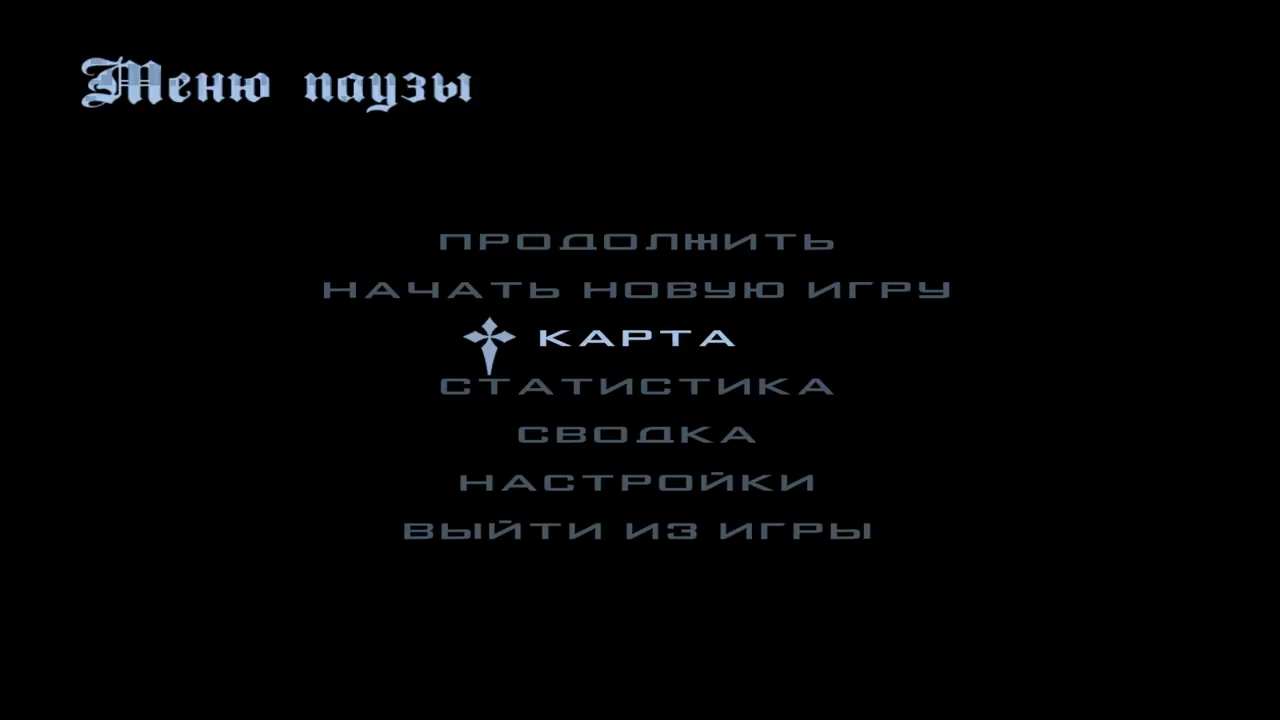 Меню паузы
ПРОДОЛЖИТЬ
НАЧАТЬ НОВУЮ ИГРУ
КАРТА
СТАТИСТИКА
СВОДКА
НАСТРОЙКИ
ВЫЙТИ ИЗ ИГРЫ